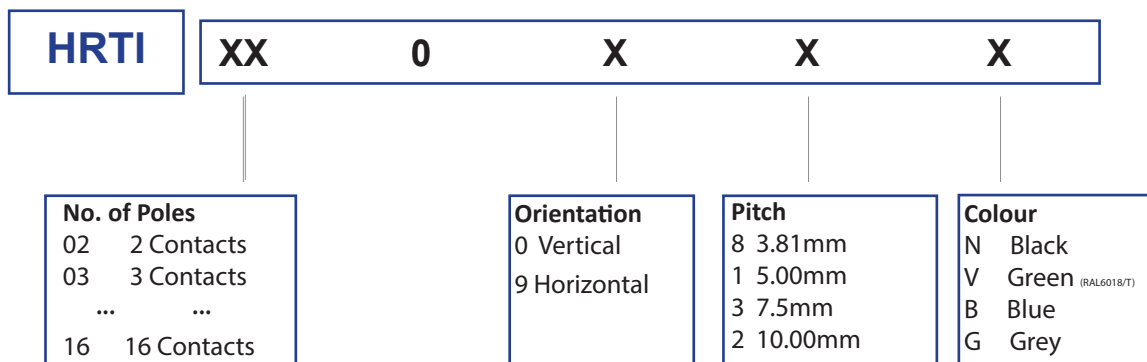 HRTI XX 0 X X X
No. of Poles
02 2 Contacts
03 3 Contacts
... ...
16 16 Contacts
Orientation
0 Vertical
9 Horizontal
Pitch
8 3.81mm
1 5.00mm
3 7.5mm
2 10.00mm
Colour
N Black
V Green (RAL6018/T)
B Blue
G Grey